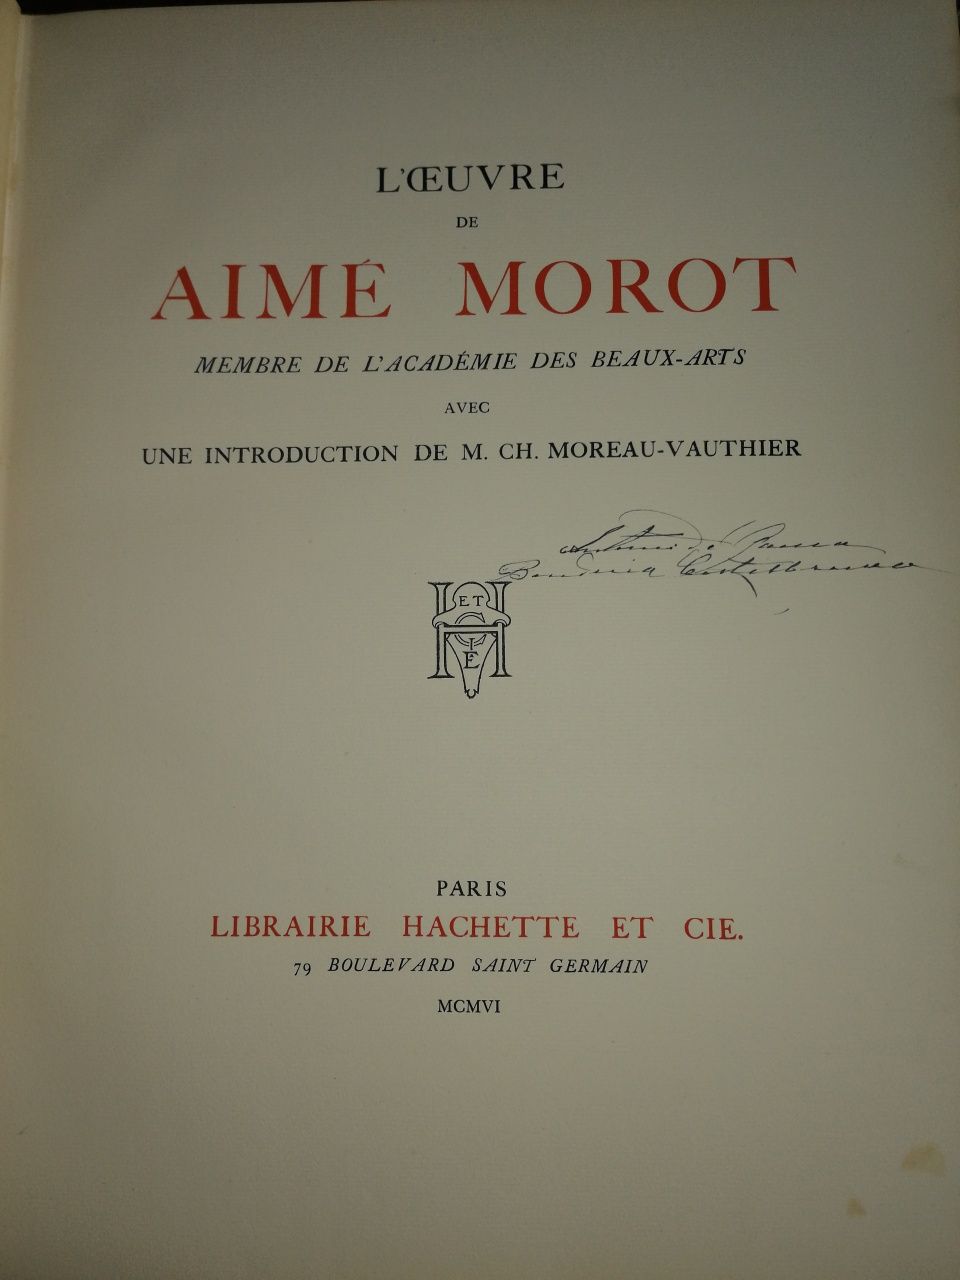 L'ŒUVRE
DE
AIMÉ MOROT
MEMBRE DE L'ACADÉMIE DES BEAUX-ARTS
AVEC
UNE INTRODUCTION DE M. CH. MOREAU-VAUTHIER
H ET CIE H
PARIS
LIBRAIRIE HACHETTE ET CIE.
79 BOULEVARD SAINT GERMAIN
MCMVI